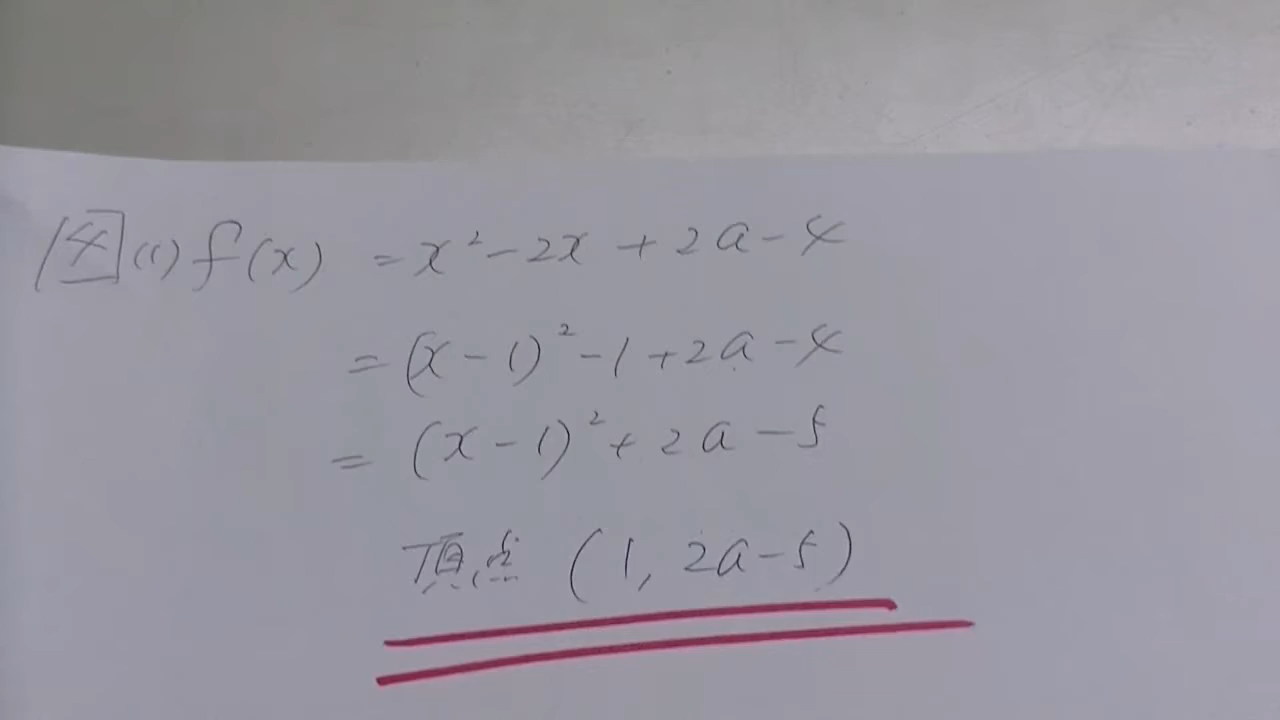 4 (1) f(x) = x² - 2x + 2a - 4
= (x - 1)² - 1 + 2a - 4
= (x - 1)² + 2a - 5
頂点 (1, 2a - 5)